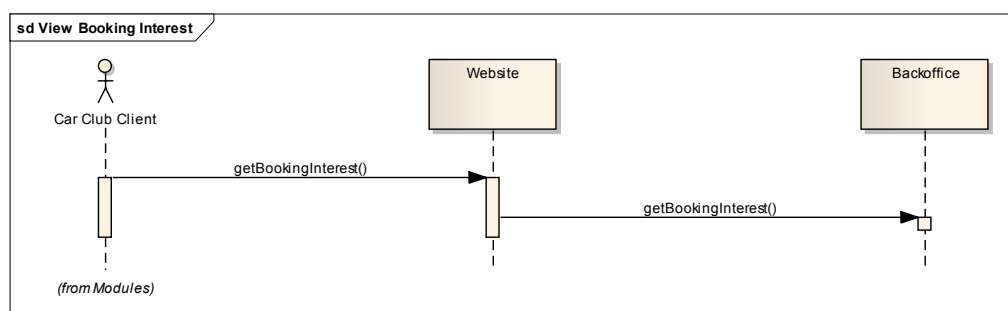 sd View Booking Interest
Car Club Client
Website
Backoffice
getBookingInterest()
getBookingInterest()
(from Modules)